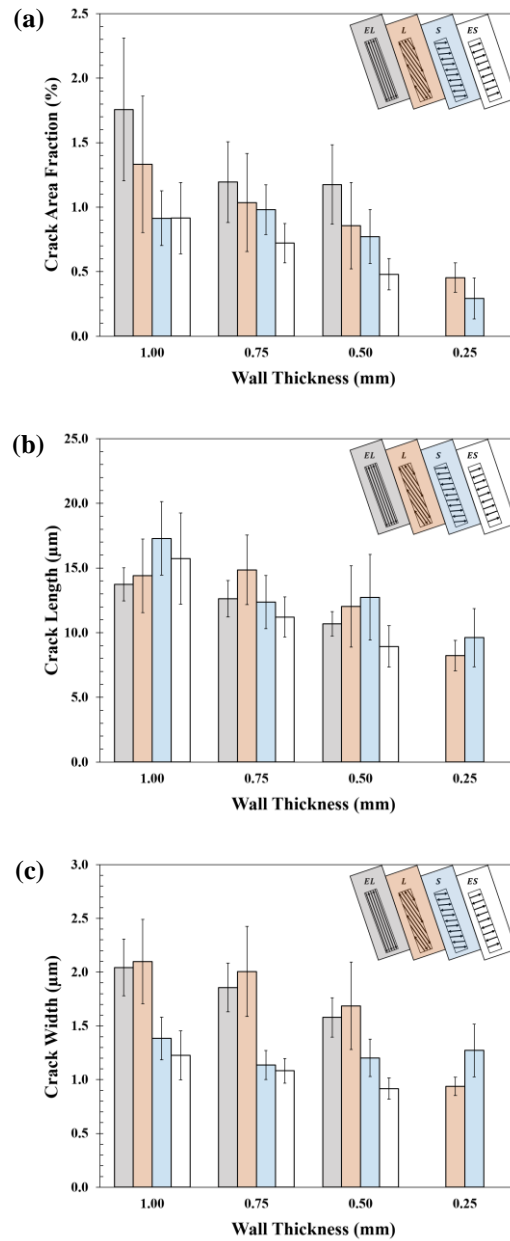 (a)
EL L S ES
2.5
2.0
1.5
1.0
0.5
0.0
Crack Area Fraction (%)
1.00 0.75 0.50 0.25
Wall Thickness (mm)
(b)
EL L S ES
25.0
20.0
15.0
10.0
5.0
0.0
Crack Length (μm)
1.00 0.75 0.50 0.25
Wall Thickness (mm)
(c)
EL L S ES
3.0
2.5
2.0
1.5
1.0
0.5
0.0
Crack Width (μm)
1.00 0.75 0.50 0.25
Wall Thickness (mm)